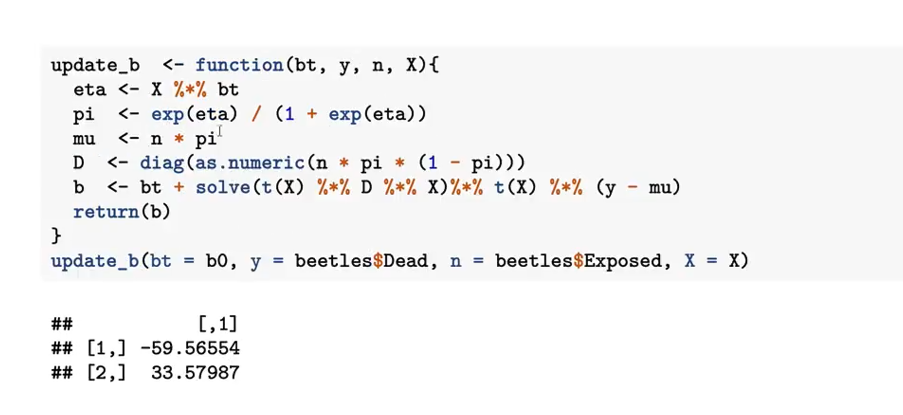 update_b <- function(bt, y, n, X){
eta <- X %*% bt
pi <- exp(eta) / (1 + exp(eta))
mu <- n * pi
D <- diag(as.numeric(n * pi * (1 - pi)))
b <- bt + solve(t(X) %*% D %*% X)%*% t(X) %*% (y - mu)
return(b)
}
update_b(bt = b0, y = beetles$Dead, n = beetles$Exposed, X = X)
## [,1]
## [1,] -59.56554
## [2,] 33.57987